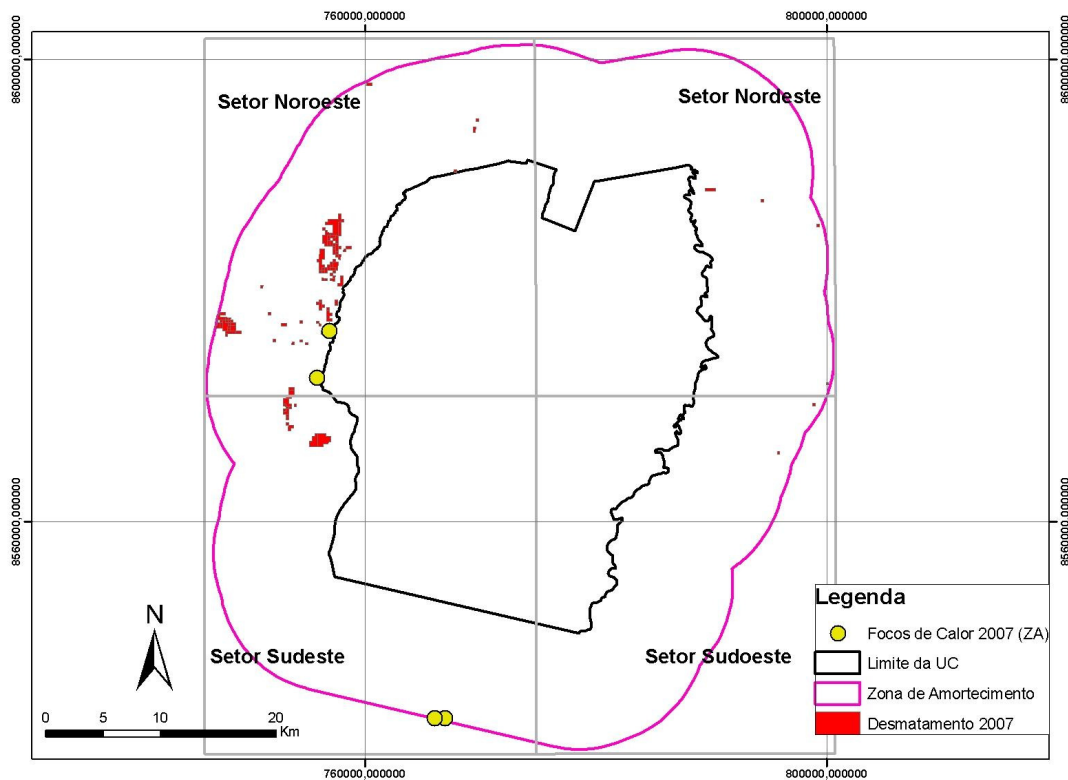 760000,000000
800000,000000
8600000,000000
8600000,000000
Setor Noroeste
Setor Nordeste
8560000,000000
8560000,000000
Setor Sudeste
Setor Sudoeste
N
0 5 10 20
Km
Legenda
Focos de Calor 2007 (ZA)
Limite da UC
Zona de Amortecimento
Desmatamento 2007
760000,000000
800000,000000